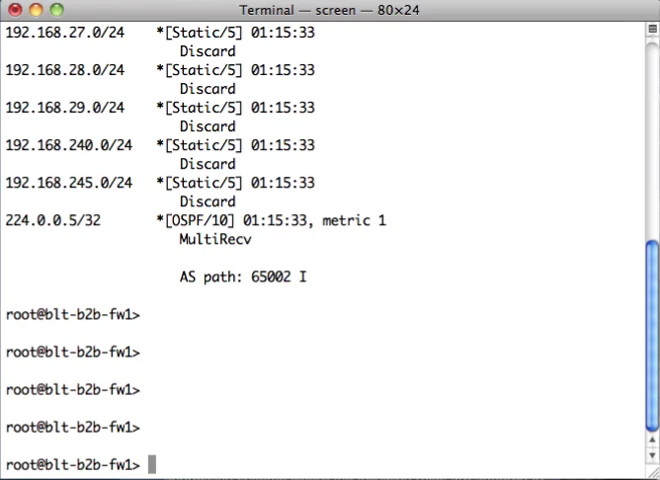 Terminal — screen — 80×24
192.168.27.0/24    *[Static/5] 01:15:33
Discard
192.168.28.0/24    *[Static/5] 01:15:33
Discard
192.168.29.0/24    *[Static/5] 01:15:33
Discard
192.168.240.0/24   *[Static/5] 01:15:33
Discard
192.168.245.0/24   *[Static/5] 01:15:33
Discard
224.0.0.5/32       *[OSPF/10] 01:15:33, metric 1
MultiRecv
AS path: 65002 I
root@blt-b2b-fw1>
root@blt-b2b-fw1>
root@blt-b2b-fw1>
root@blt-b2b-fw1>
root@blt-b2b-fw1>